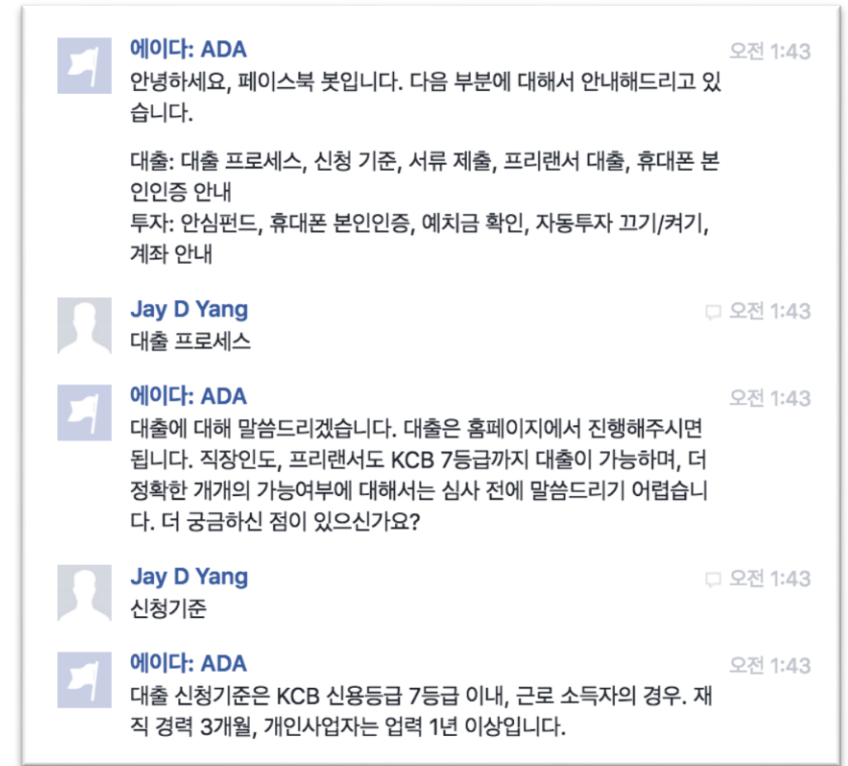 에이다: ADA
오전 1:43
안녕하세요, 페이스북 봇입니다. 다음 부분에 대해서 안내해드리고 있
습니다.
대출: 대출 프로세스, 신청 기준, 서류 제출, 프리랜서 대출, 휴대폰 본
인인증 안내
투자: 안심펀드, 휴대폰 본인인증, 예치금 확인, 자동투자 끄기/켜기,
계좌 안내
Jay D Yang
오전 1:43
대출 프로세스
에이다: ADA
오전 1:43
대출에 대해 말씀드리겠습니다. 대출은 홈페이지에서 진행해주시면
됩니다. 직장인도, 프리랜서도 KCB 7등급까지 대출이 가능하며, 더
정확한 개개의 가능여부에 대해서는 심사 전에 말씀드리기 어렵습니
다. 더 궁금하신 점이 있으신가요?
Jay D Yang
오전 1:43
신청기준
에이다: ADA
오전 1:43
대출 신청기준은 KCB 신용등급 7등급 이내, 근로 소득자의 경우. 재
직 경력 3개월, 개인사업자는 업력 1년 이상입니다.